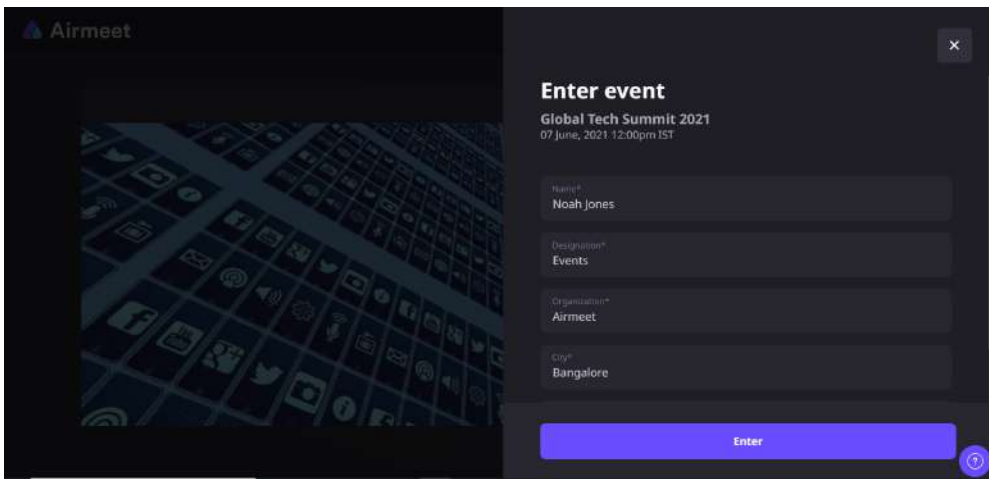 Airmeet
Enter event
Global Tech Summit 2021
07 June, 2021 12:00pm IST
Name*
Noah Jones
Designation*
Events
Organization*
Airmeet
City*
Bangalore
Enter